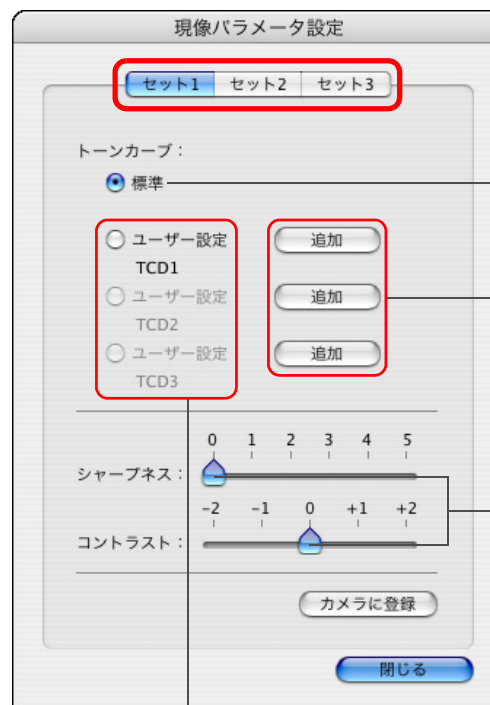 現像パラメータ設定
セット1 セット2 セット3
トーンカーブ：
標準
ユーザー設定 追加
TCD1
ユーザー設定 追加
TCD2
ユーザー設定 追加
TCD3
0 1 2 3 4 5
シャープネス：
-2 -1 0 +1 +2
コントラスト：
カメラに登録
閉じる